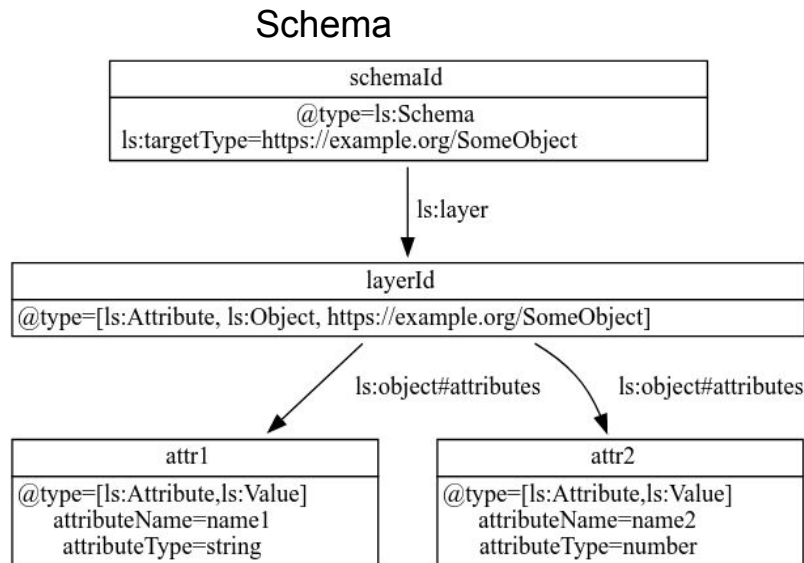 Schema
schemaId
@type=ls:Schema
ls:targetType=https://example.org/SomeObject
ls:layer
layerId
@type=[ls:Attribute, ls:Object, https://example.org/SomeObject]
ls:object#attributes
ls:object#attributes
attr1
@type=[ls:Attribute,ls:Value]
attributeName=name1
attributeType=string
attr2
@type=[ls:Attribute,ls:Value]
attributeName=name2
attributeType=number